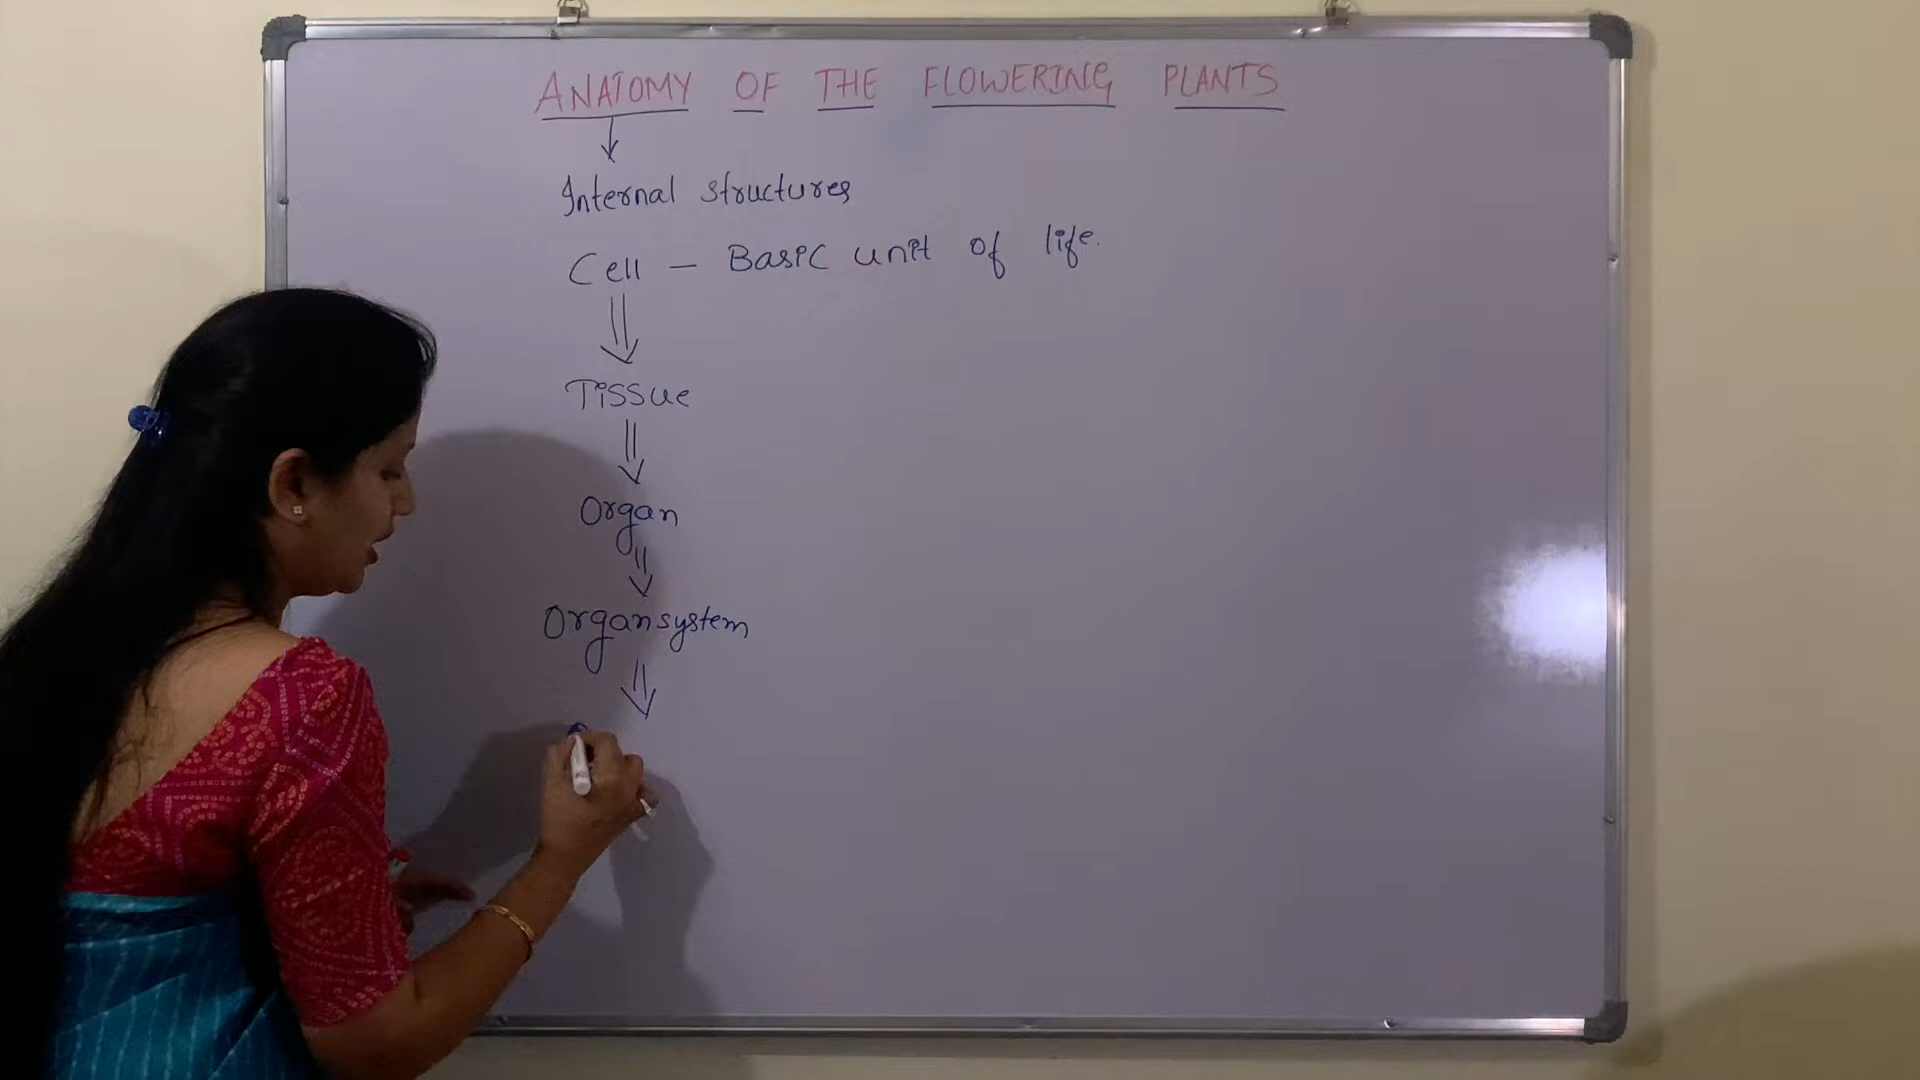 ANATOMY OF THE FLOWERING PLANTS
↓
Internal structures
Cell — Basic unit of life.
⇓
Tissue
⇓
Organ
⇓
Organsystem
⇓